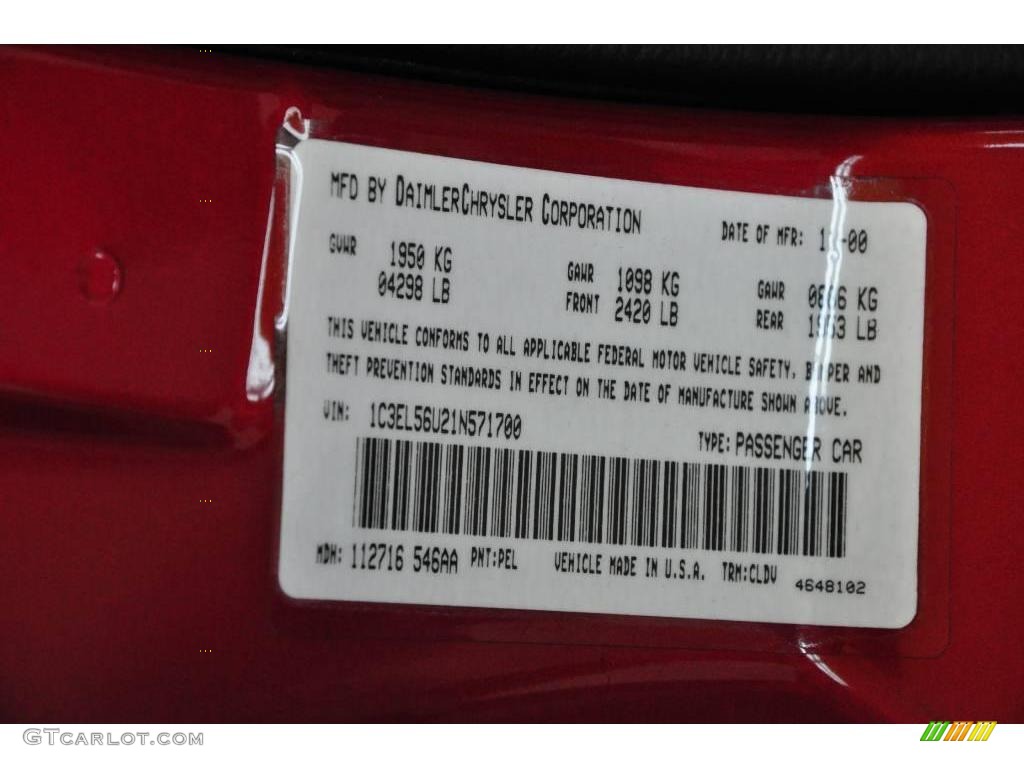 MFD BY DAIMLERCHRYSLER CORPORATION
DATE OF MFR: 11-00
GVWR 1950 KG
04298 LB
GAWR FRONT 1098 KG
2420 LB
GAWR REAR KG
LB
THIS VEHICLE CONFORMS TO ALL APPLICABLE FEDERAL MOTOR VEHICLE SAFETY, BUMPER AND
THEFT PREVENTION STANDARDS IN EFFECT ON THE DATE OF MANUFACTURE SHOWN ABOVE.
VIN: 1C3EL56U21N571700
TYPE: PASSENGER CAR
MDH: 112716 546AA PNT:PEL VEHICLE MADE IN U.S.A. TRM:CLDV
4648102
GTCARLOT.COM